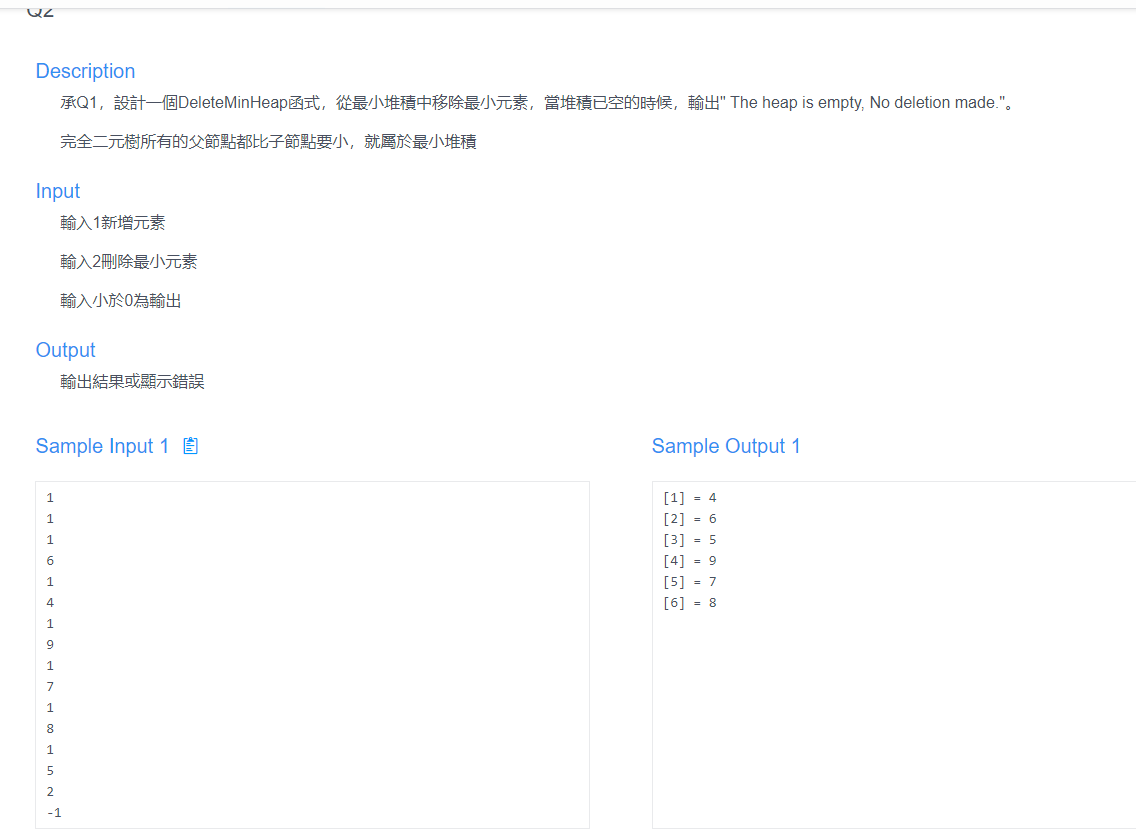 Q2
Description
承Q1，設計一個DeleteMinHeap函式，從最小堆積中移除最小元素，當堆積已空的時候，輸出" The heap is empty, No deletion made."。
完全二元樹所有的父節點都比子節點要小，就屬於最小堆積
Input
輸入1新增元素
輸入2刪除最小元素
輸入小於0為輸出
Output
輸出結果或顯示錯誤
Sample Input 1
1
1
1
6
1
4
1
9
1
7
1
8
1
5
2
-1
Sample Output 1
[1] = 4
[2] = 6
[3] = 5
[4] = 9
[5] = 7
[6] = 8